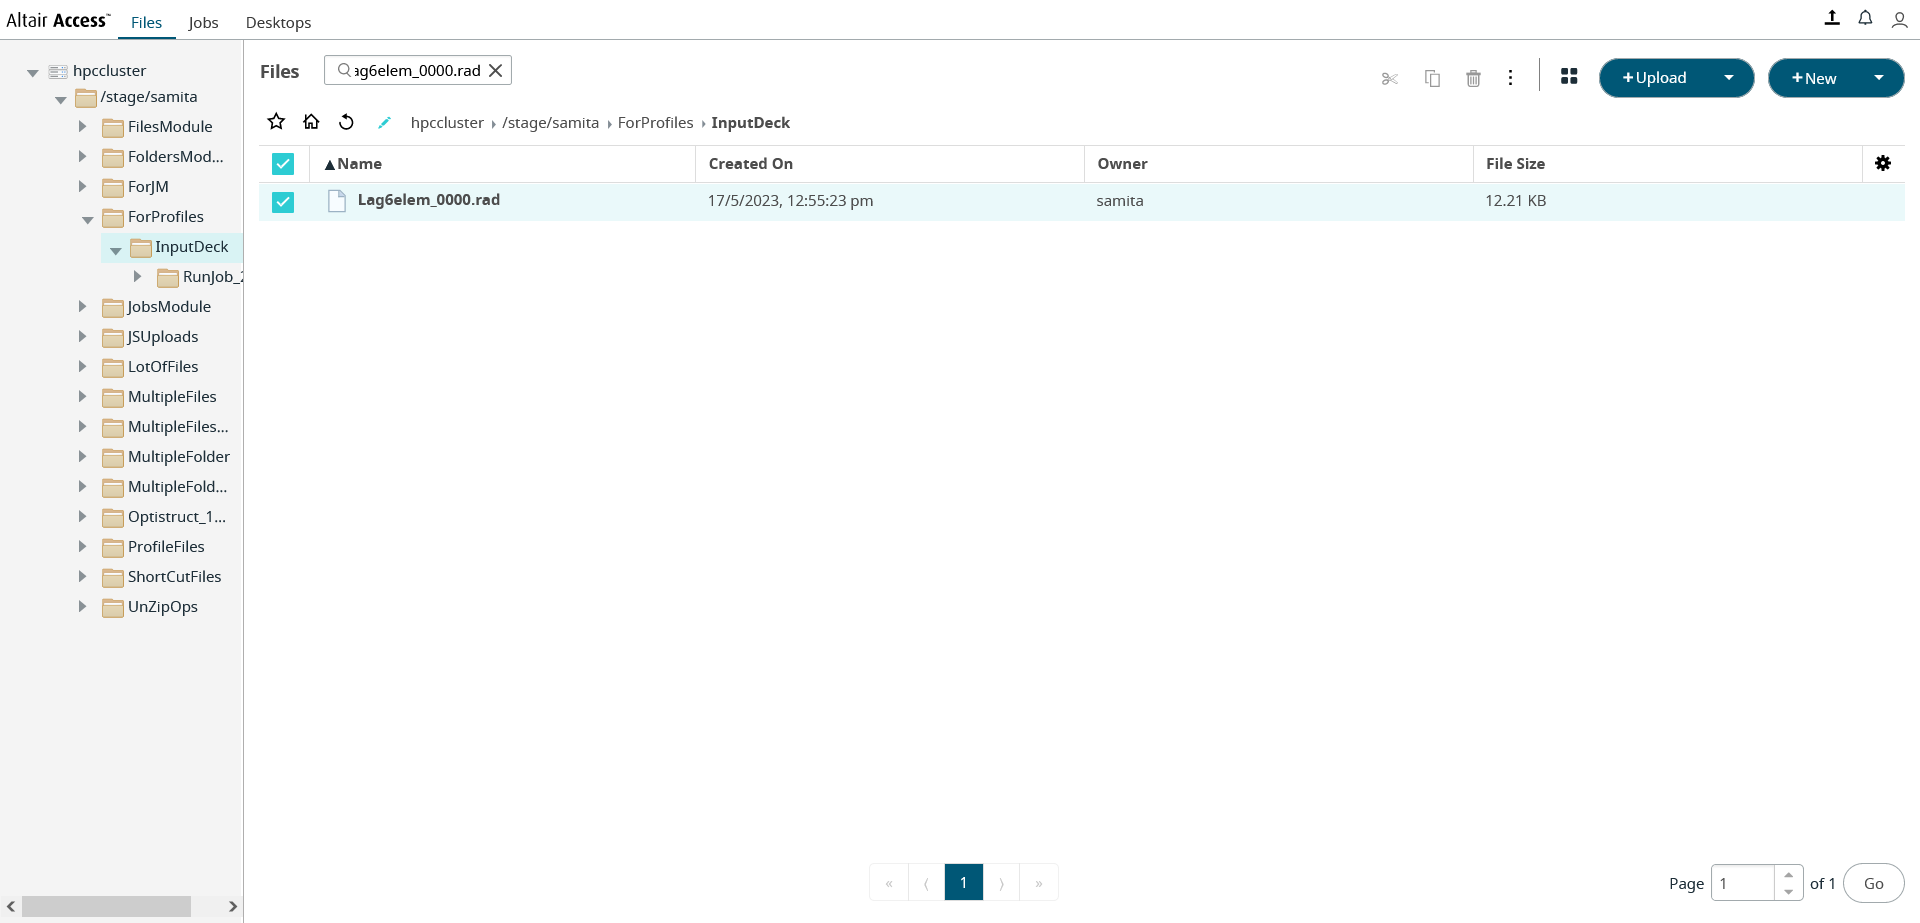 Altair Access™ Files Jobs Desktops
hpccluster
/stage/samita
FilesModule
FoldersMod...
ForJM
ForProfiles
InputDeck
RunJob_2
JobsModule
JSUploads
LotOfFiles
MultipleFiles
MultipleFiles...
MultipleFolder
MultipleFold...
Optistruct_1...
ProfileFiles
ShortCutFiles
UnZipOps
Files ag6elem_0000.rad + Upload + New
hpccluster › /stage/samita › ForProfiles › InputDeck
▲Name Created On Owner File Size
Lag6elem_0000.rad 17/5/2023, 12:55:23 pm samita 12.21 KB
« ⟨ 1 ⟩ » Page 1 of 1 Go